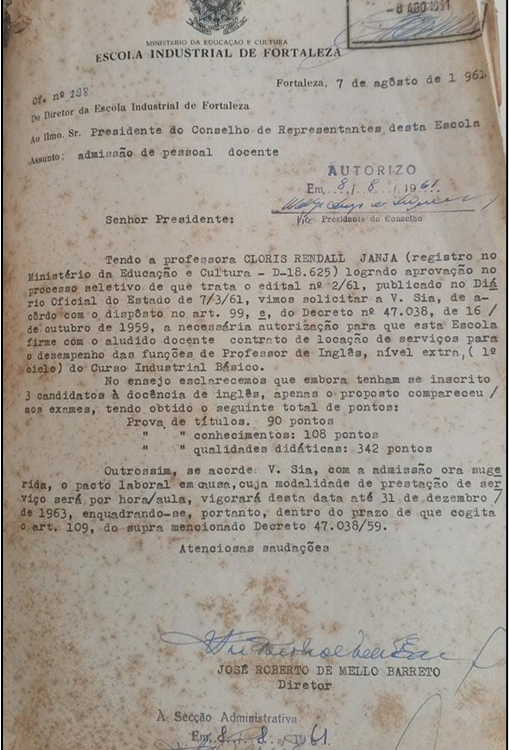 - 8 AGO 1961
MINISTÉRIO DA EDUCAÇÃO E CULTURA
ESCOLA INDUSTRIAL DE FORTALEZA
Fortaleza, 7 de agôsto de 1 961
Of. nº 198
Do Diretor da Escola Industrial de Fortaleza
Ao Ilmo. Sr. Presidente do Conselho de Representantes desta Escola
Assunto: admissão de pessoal docente
AUTORIZO
Em, 8 / 8 / 1961
Vice- Presidente do Conselho
Senhor Presidente:
Tendo a professora CLORIS RENDALL JANJA (registro no
Ministério da Educação e Cultura - D-18.625) logrado aprovação no
processo seletivo de que trata o edital nº 2/61, publicado no Diá
rio Oficial do Estado de 7/3/61, vimos solicitar a V. Sia, de a-
côrdo com o dispôsto no art. 99, e, do Decreto nº 47.038, de 16 /
de outubro de 1959, a necessária autorização para que esta Escola
firme com o aludido docente contrato de locação de serviços para
o desempenho das funções de Professor de Inglês, nível extra,( 1º
ciclo) do Curso Industrial Básico.
No ensejo esclarecemos que embora tenham se inscrito
3 candidatos à docência de inglês, apenas o proposto compareceu /
aos exames, tendo obtido o seguinte total de pontos:
Prova de títulos. 90 pontos
" " conhecimentos: 108 pontos
" " qualidades didáticas: 342 pontos
Outrossim, se acorde V. Sia, com a admissão ora suge
rida, o pacto laboral em causa, cuja modalidade de prestação de ser
viço será por hora/aula, vigorará desta data até 31 de dezembro /
de 1963, enquadrando-se, portanto, dentro do prazo de que cogita
o art. 109, do supra mencionado Decreto 47.038/59.
Atenciosas saudações
JOSÉ ROBERTO DE MELLO BARRETO
Diretor
À Secção Administrativa
Em, 8 / 8 / 1961